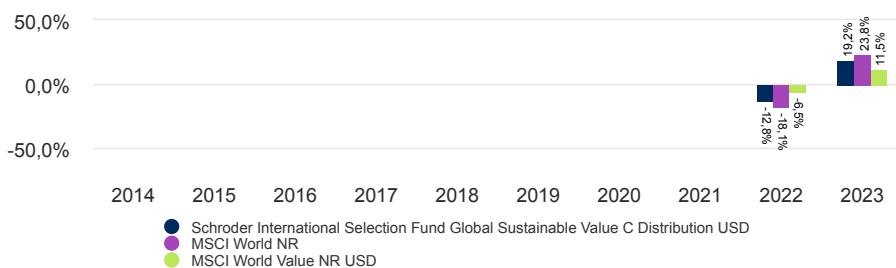 50,0%
0,0%
-50,0%
-12,8%
-18,1%
-6,5%
19,2%
23,8%
11,5%
2014 2015 2016 2017 2018 2019 2020 2021 2022 2023
Schroder International Selection Fund Global Sustainable Value C Distribution USD
MSCI World NR
MSCI World Value NR USD